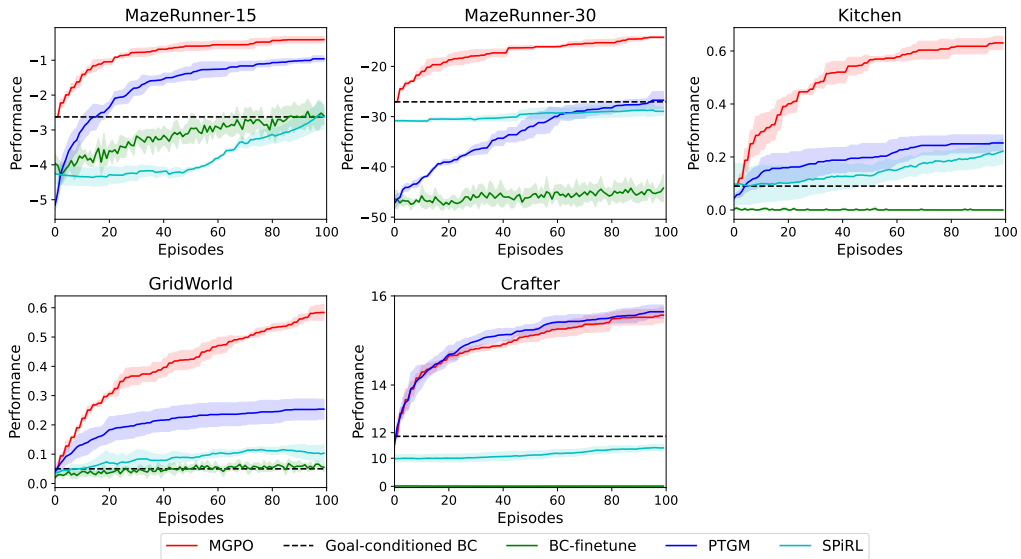 MazeRunner-15
MazeRunner-30
Kitchen
Performance
−1
−2
−3
−4
−5
0 20 40 60 80 100
Episodes
Performance
−20
−30
−40
−50
0 20 40 60 80 100
Episodes
Performance
0.6
0.4
0.2
0.0
0 20 40 60 80 100
Episodes
GridWorld
Crafter
Performance
0.6
0.5
0.4
0.3
0.2
0.1
0.0
0 20 40 60 80 100
Episodes
Performance
16
14
12
10
0
0 20 40 60 80 100
Episodes
MGPO Goal-conditioned BC BC-finetune PTGM SPiRL